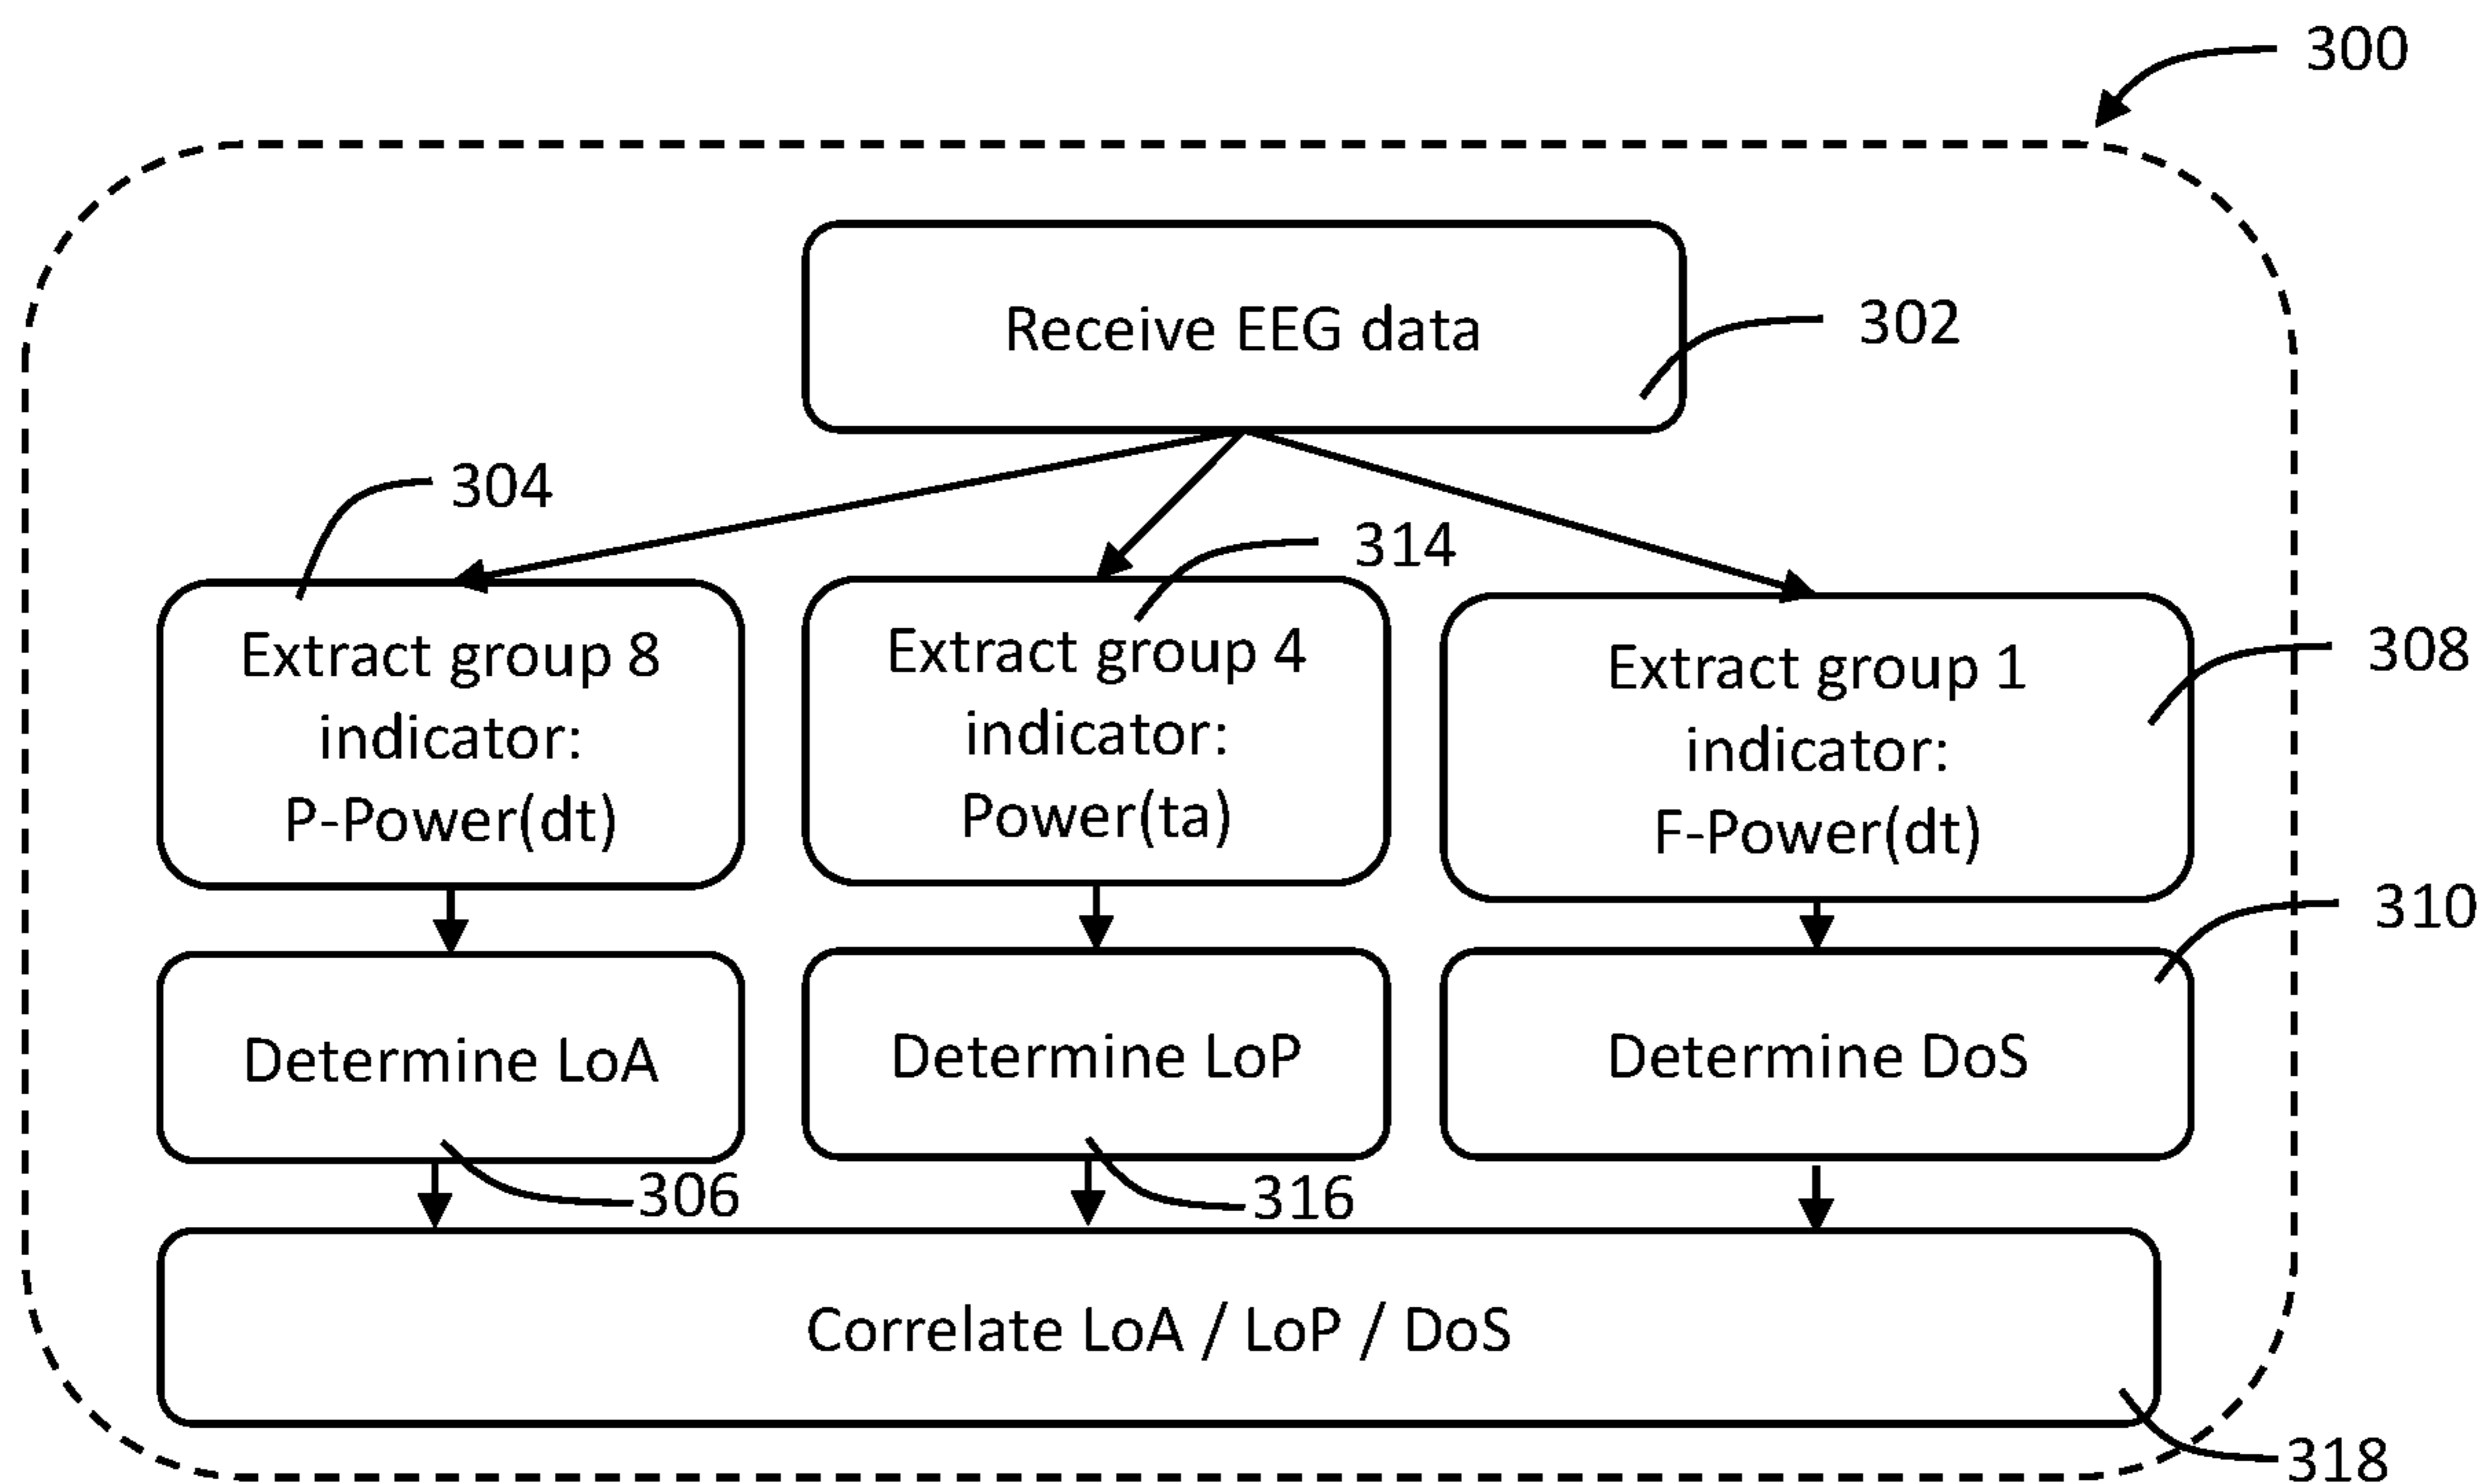 300
Receive EEG data
302
304
314
Extract group 8
indicator:
P-Power(dt)
Extract group 4
indicator:
Power(ta)
Extract group 1
indicator:
F-Power(dt)
308
310
Determine LoA
Determine LoP
Determine DoS
306
316
Correlate LoA / LoP / DoS
318